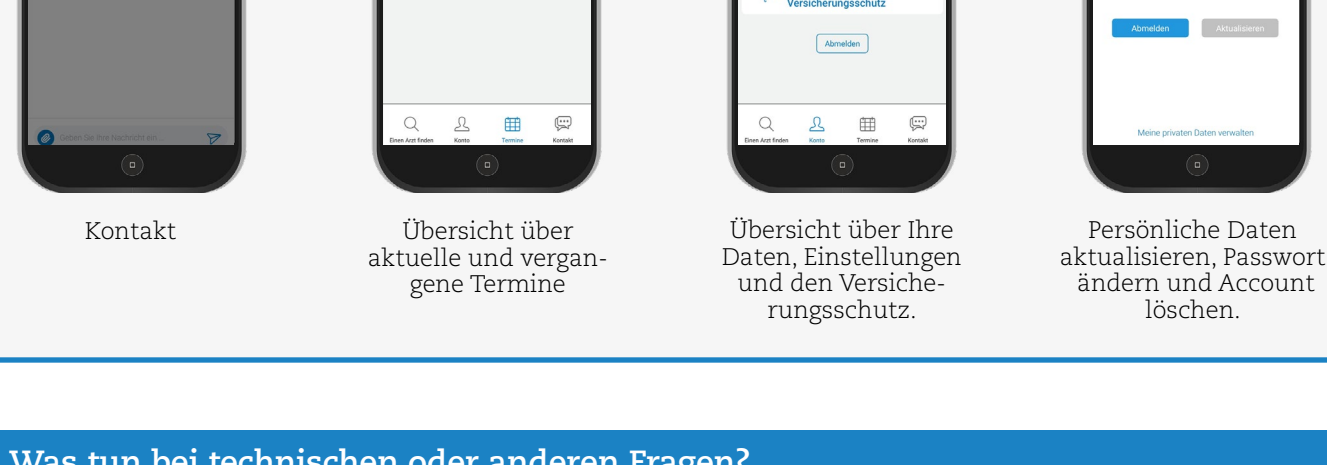 Geben Sie Ihre Nachricht ein ...
Kontakt
Einen Arzt finden Konto Termine Kontakt
Übersicht über
aktuelle und vergan-
gene Termine
Versicherungsschutz
Abmelden
Einen Arzt finden Konto Termine Kontakt
Übersicht über Ihre
Daten, Einstellungen
und den Versiche-
rungsschutz.
Abmelden Aktualisieren
Meine privaten Daten verwalten
Persönliche Daten
aktualisieren, Passwort
ändern und Account
löschen.
Was tun bei technischen oder anderen Fragen?